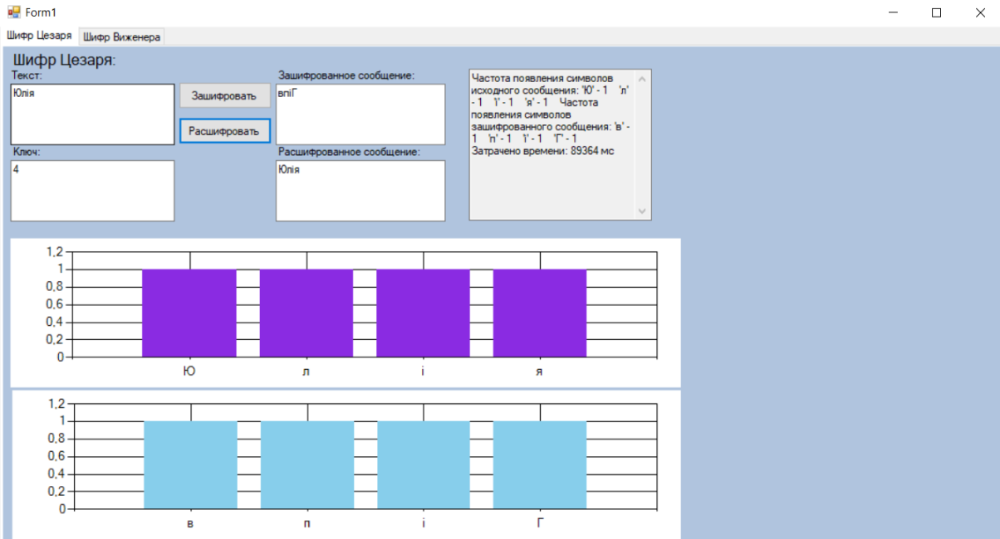 Form1
Шифр Цезаря Шифр Виженера
Шифр Цезаря:
Текст:
Юлія
Зашифровать
Расшифровать
Ключ:
4
Зашифрованное сообщение:
впіГ
Расшифрованное сообщение:
Юлія
Частота появления символов
исходного сообщения: 'Ю' - 1 'л'
- 1 'і' - 1 'я' - 1 Частота
появления символов
зашифрованного сообщения: 'в' -
1 'п' - 1 'і' - 1 'Г' - 1
Затрачено времени: 89364 мс
1,2
1
0,8
0,6
0,4
0,2
0
Ю л і я
1,2
1
0,8
0,6
0,4
0,2
0
в п і Г